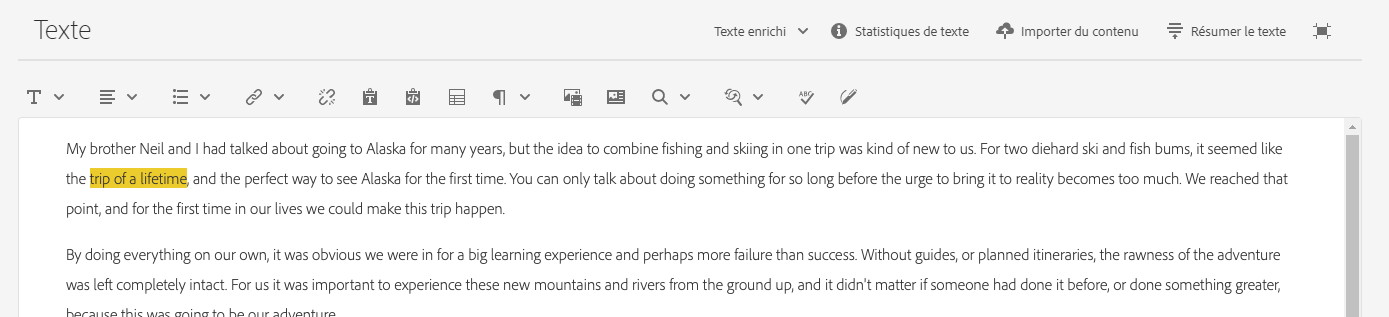 Texte
Texte enrichi Statistiques de texte Importer du contenu Résumer le texte
ABC
My brother Neil and I had talked about going to Alaska for many years, but the idea to combine fishing and skiing in one trip was kind of new to us. For two diehard ski and fish bums, it seemed like
the trip of a lifetime, and the perfect way to see Alaska for the first time. You can only talk about doing something for so long before the urge to bring it to reality becomes too much. We reached that
point, and for the first time in our lives we could make this trip happen.
By doing everything on our own, it was obvious we were in for a big learning experience and perhaps more failure than success. Without guides, or planned itineraries, the rawness of the adventure
was left completely intact. For us it was important to experience these new mountains and rivers from the ground up, and it didn't matter if someone had done it before, or done something greater,
because this was going to be our adventure.